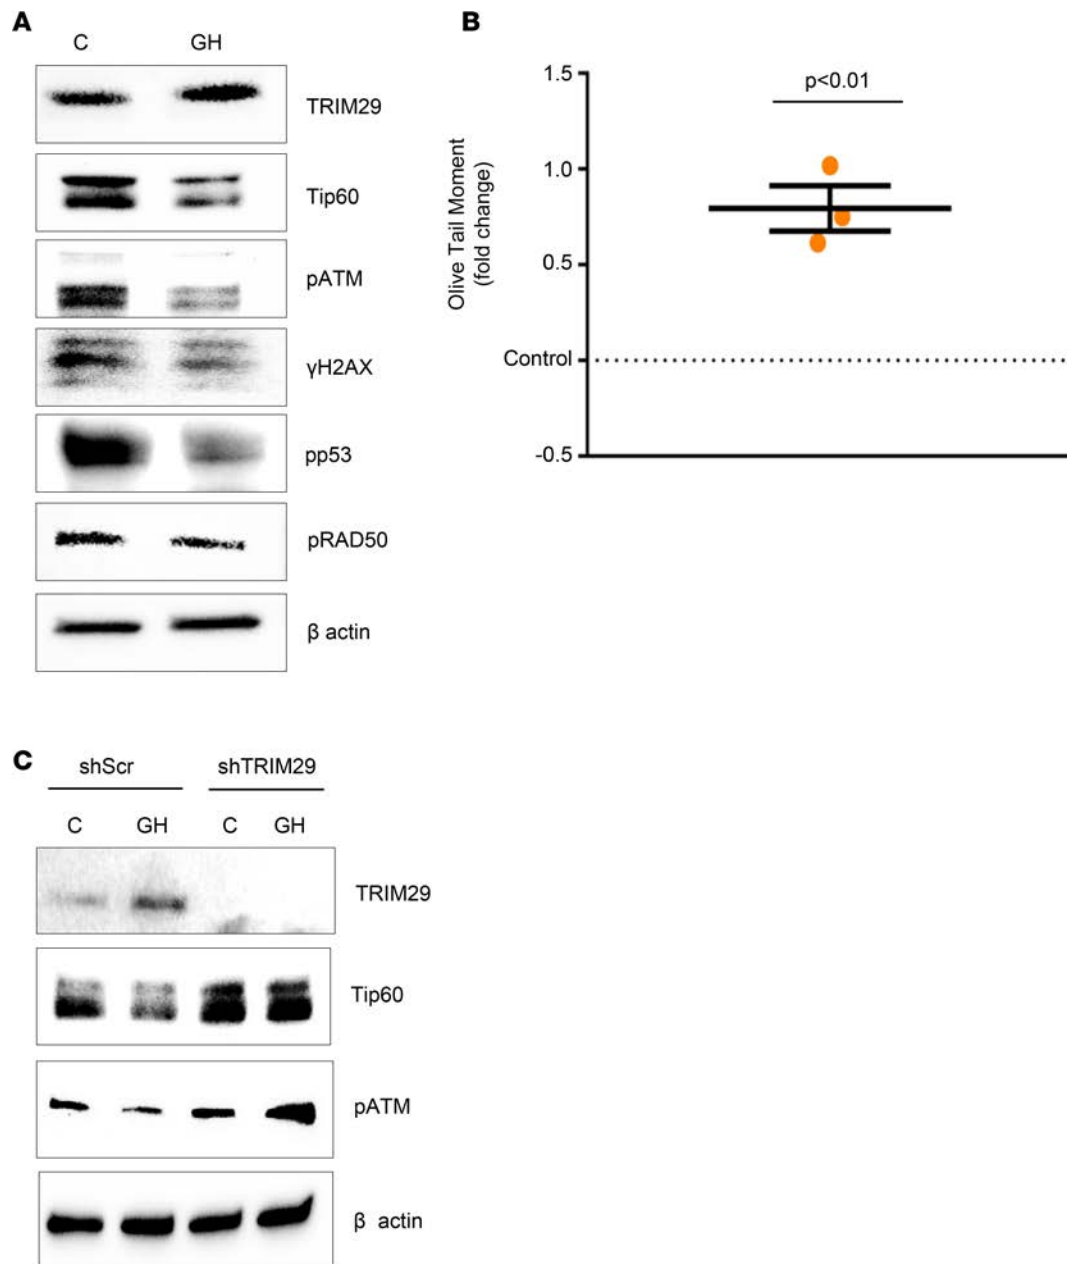 A
C GH
TRIM29
Tip60
pATM
γH2AX
pp53
pRAD50
β actin
B
Olive Tail Moment
(fold change)
1.5
1.0
0.5
Control
-0.5
p<0.01
C
shScr shTRIM29
C GH C GH
TRIM29
Tip60
pATM
β actin